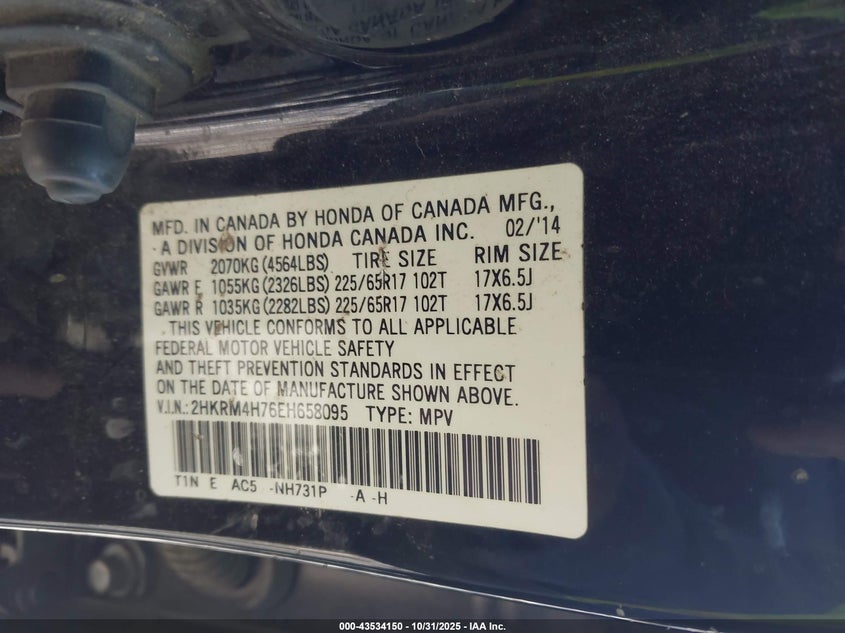 MFD. IN CANADA BY HONDA OF CANADA MFG.,
A DIVISION OF HONDA CANADA INC. 02/'14
GVWR 2070KG(4564LBS) TIRE SIZE RIM SIZE
GAWR F 1055KG(2326LBS) 225/65R17 102T 17X6.5J
GAWR R 1035KG(2282LBS) 225/65R17 102T 17X6.5J
THIS VEHICLE CONFORMS TO ALL APPLICABLE
FEDERAL MOTOR VEHICLE SAFETY
AND THEFT PREVENTION STANDARDS IN EFFECT
ON THE DATE OF MANUFACTURE SHOWN ABOVE.
V.I.N.:2HKRM4H76EH658095 TYPE: MPV
T1N E AC5 -NH731P -A -H
000-43534150 - 10/31/2025 - IAA Inc.